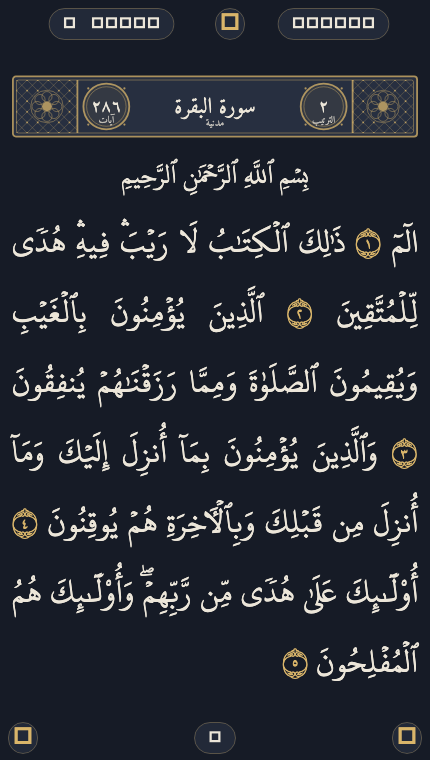 ٢٨٦
آيات
سورة البقرة
مدنية
٢
الترتيب
بِسْمِ ٱللَّهِ ٱلرَّحْمَٰنِ ٱلرَّحِيمِ
الٓمٓ ١ ذَٰلِكَ ٱلْكِتَٰبُ لَا رَيْبَ ۛ فِيهِ ۛ هُدًى
لِّلْمُتَّقِينَ ٢ ٱلَّذِينَ يُؤْمِنُونَ بِٱلْغَيْبِ
وَيُقِيمُونَ ٱلصَّلَوٰةَ وَمِمَّا رَزَقْنَٰهُمْ يُنفِقُونَ
٣ وَٱلَّذِينَ يُؤْمِنُونَ بِمَآ أُنزِلَ إِلَيْكَ وَمَآ
أُنزِلَ مِن قَبْلِكَ وَبِٱلْءَاخِرَةِ هُمْ يُوقِنُونَ ٤
أُو۟لَٰٓئِكَ عَلَىٰ هُدًى مِّن رَّبِّهِمْ ۖ وَأُو۟لَٰٓئِكَ هُمُ
ٱلْمُفْلِحُونَ ٥